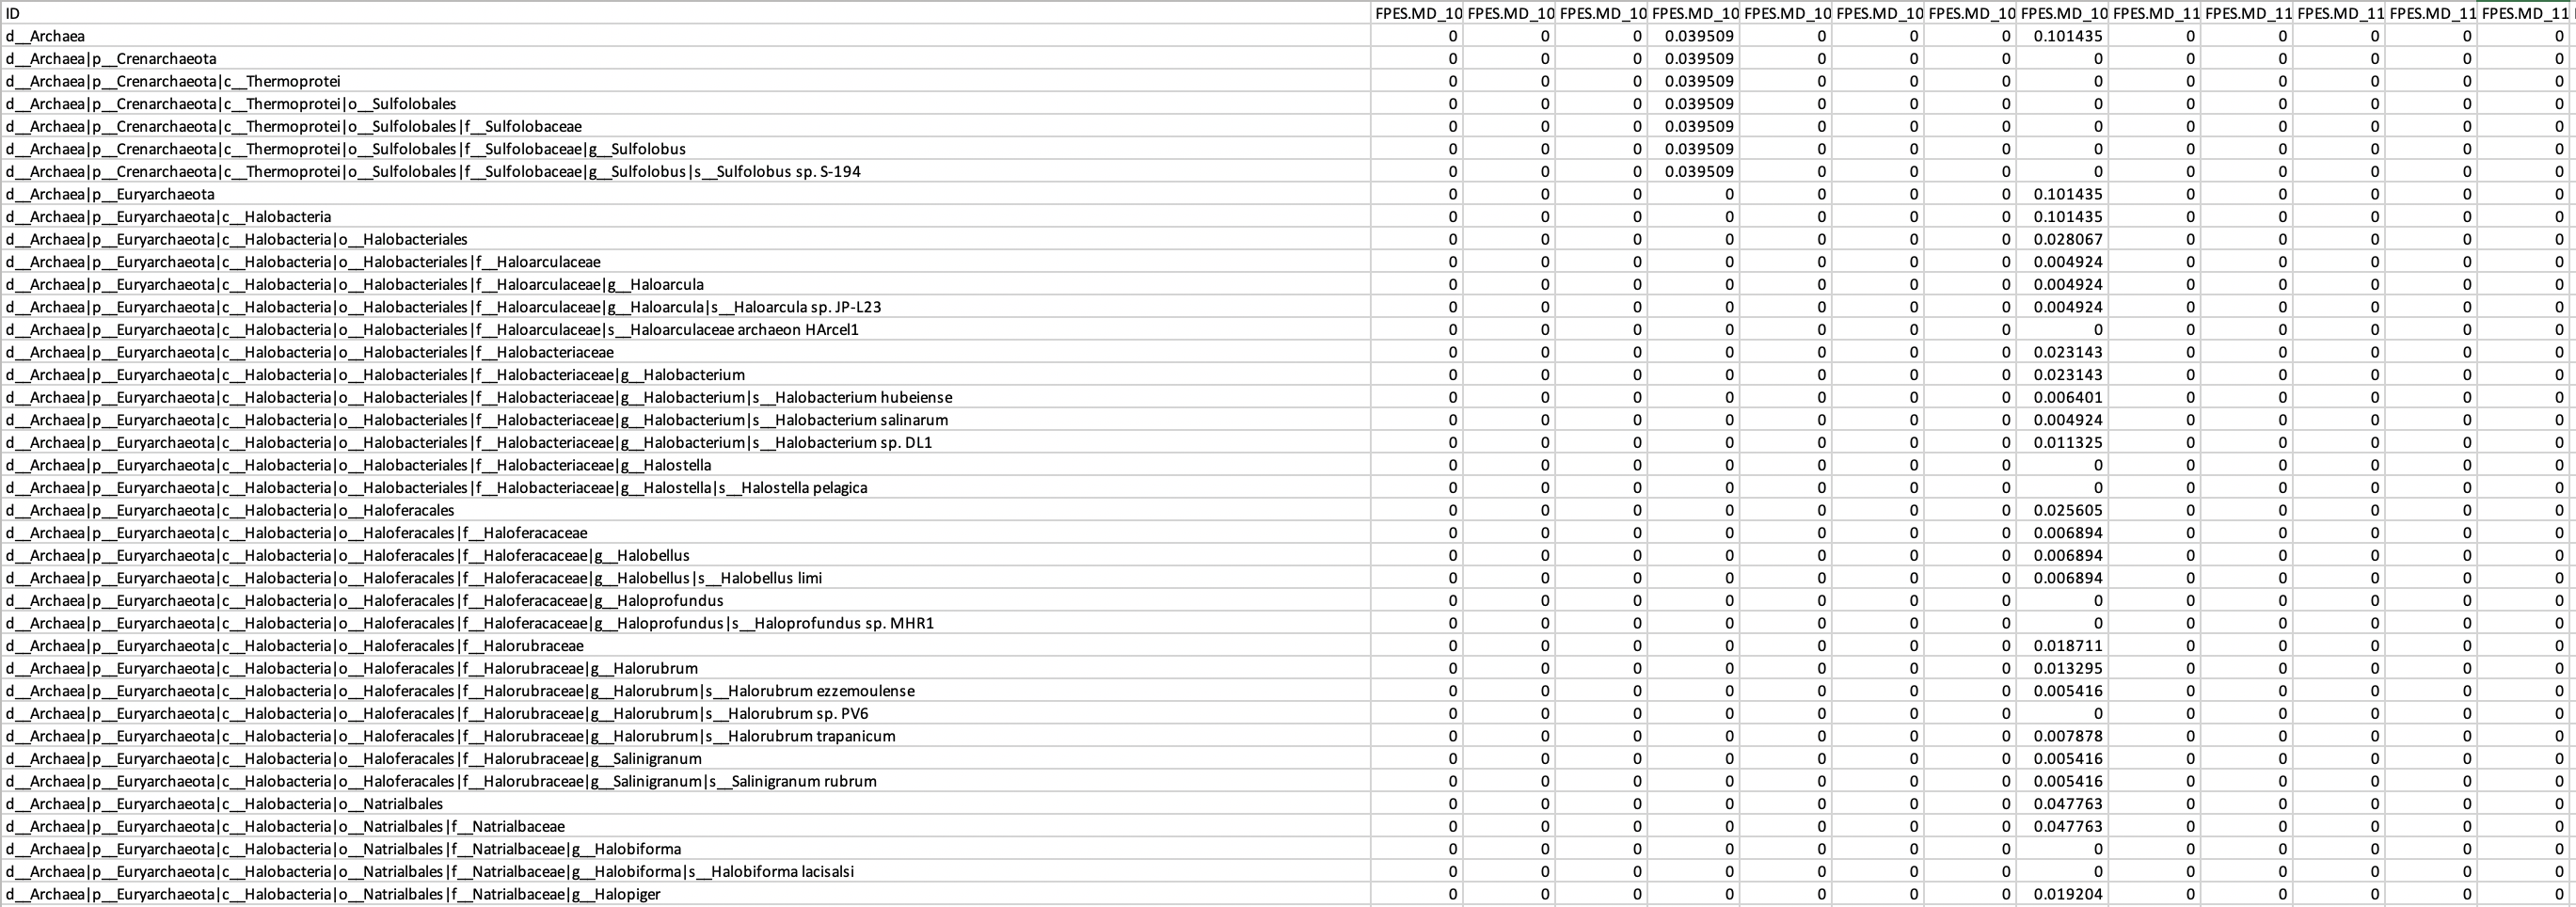 ID FPES.MD_10 FPES.MD_10 FPES.MD_10 FPES.MD_10 FPES.MD_10 FPES.MD_10 FPES.MD_10 FPES.MD_10 FPES.MD_11 FPES.MD_11 FPES.MD_11 FPES.MD_11 FPES.MD_11
d__Archaea 0 0 0 0.039509 0 0 0 0.101435 0 0 0 0 0
d__Archaea|p__Crenarchaeota 0 0 0 0.039509 0 0 0 0 0 0 0 0 0
d__Archaea|p__Crenarchaeota|c__Thermoprotei 0 0 0 0.039509 0 0 0 0 0 0 0 0 0
d__Archaea|p__Crenarchaeota|c__Thermoprotei|o__Sulfolobales 0 0 0 0.039509 0 0 0 0 0 0 0 0 0
d__Archaea|p__Crenarchaeota|c__Thermoprotei|o__Sulfolobales|f__Sulfolobaceae 0 0 0 0.039509 0 0 0 0 0 0 0 0 0
d__Archaea|p__Crenarchaeota|c__Thermoprotei|o__Sulfolobales|f__Sulfolobaceae|g__Sulfolobus 0 0 0 0.039509 0 0 0 0 0 0 0 0 0
d__Archaea|p__Crenarchaeota|c__Thermoprotei|o__Sulfolobales|f__Sulfolobaceae|g__Sulfolobus|s__Sulfolobus sp. S-194 0 0 0 0.039509 0 0 0 0 0 0 0 0 0
d__Archaea|p__Euryarchaeota 0 0 0 0 0 0 0 0.101435 0 0 0 0 0
d__Archaea|p__Euryarchaeota|c__Halobacteria 0 0 0 0 0 0 0 0.101435 0 0 0 0 0
d__Archaea|p__Euryarchaeota|c__Halobacteria|o__Halobacteriales 0 0 0 0 0 0 0 0.028067 0 0 0 0 0
d__Archaea|p__Euryarchaeota|c__Halobacteria|o__Halobacteriales|f__Haloarculaceae 0 0 0 0 0 0 0 0.004924 0 0 0 0 0
d__Archaea|p__Euryarchaeota|c__Halobacteria|o__Halobacteriales|f__Haloarculaceae|g__Haloarcula 0 0 0 0 0 0 0 0.004924 0 0 0 0 0
d__Archaea|p__Euryarchaeota|c__Halobacteria|o__Halobacteriales|f__Haloarculaceae|g__Haloarcula|s__Haloarcula sp. JP-L23 0 0 0 0 0 0 0 0.004924 0 0 0 0 0
d__Archaea|p__Euryarchaeota|c__Halobacteria|o__Halobacteriales|f__Haloarculaceae|s__Haloarculaceae archaeon HArcel1 0 0 0 0 0 0 0 0 0 0 0 0 0
d__Archaea|p__Euryarchaeota|c__Halobacteria|o__Halobacteriales|f__Halobacteriaceae 0 0 0 0 0 0 0 0.023143 0 0 0 0 0
d__Archaea|p__Euryarchaeota|c__Halobacteria|o__Halobacteriales|f__Halobacteriaceae|g__Halobacterium 0 0 0 0 0 0 0 0.023143 0 0 0 0 0
d__Archaea|p__Euryarchaeota|c__Halobacteria|o__Halobacteriales|f__Halobacteriaceae|g__Halobacterium|s__Halobacterium hubeiense 0 0 0 0 0 0 0 0.006401 0 0 0 0 0
d__Archaea|p__Euryarchaeota|c__Halobacteria|o__Halobacteriales|f__Halobacteriaceae|g__Halobacterium|s__Halobacterium salinarum 0 0 0 0 0 0 0 0.004924 0 0 0 0 0
d__Archaea|p__Euryarchaeota|c__Halobacteria|o__Halobacteriales|f__Halobacteriaceae|g__Halobacterium|s__Halobacterium sp. DL1 0 0 0 0 0 0 0 0.011325 0 0 0 0 0
d__Archaea|p__Euryarchaeota|c__Halobacteria|o__Halobacteriales|f__Halobacteriaceae|g__Halostella 0 0 0 0 0 0 0 0 0 0 0 0 0
d__Archaea|p__Euryarchaeota|c__Halobacteria|o__Halobacteriales|f__Halobacteriaceae|g__Halostella|s__Halostella pelagica 0 0 0 0 0 0 0 0 0 0 0 0 0
d__Archaea|p__Euryarchaeota|c__Halobacteria|o__Haloferacales 0 0 0 0 0 0 0 0.025605 0 0 0 0 0
d__Archaea|p__Euryarchaeota|c__Halobacteria|o__Haloferacales|f__Haloferacaceae 0 0 0 0 0 0 0 0.006894 0 0 0 0 0
d__Archaea|p__Euryarchaeota|c__Halobacteria|o__Haloferacales|f__Haloferacaceae|g__Halobellus 0 0 0 0 0 0 0 0.006894 0 0 0 0 0
d__Archaea|p__Euryarchaeota|c__Halobacteria|o__Haloferacales|f__Haloferacaceae|g__Halobellus|s__Halobellus limi 0 0 0 0 0 0 0 0.006894 0 0 0 0 0
d__Archaea|p__Euryarchaeota|c__Halobacteria|o__Haloferacales|f__Haloferacaceae|g__Haloprofundus 0 0 0 0 0 0 0 0 0 0 0 0 0
d__Archaea|p__Euryarchaeota|c__Halobacteria|o__Haloferacales|f__Haloferacaceae|g__Haloprofundus|s__Haloprofundus sp. MHR1 0 0 0 0 0 0 0 0 0 0 0 0 0
d__Archaea|p__Euryarchaeota|c__Halobacteria|o__Haloferacales|f__Halorubraceae 0 0 0 0 0 0 0 0.018711 0 0 0 0 0
d__Archaea|p__Euryarchaeota|c__Halobacteria|o__Haloferacales|f__Halorubraceae|g__Halorubrum 0 0 0 0 0 0 0 0.013295 0 0 0 0 0
d__Archaea|p__Euryarchaeota|c__Halobacteria|o__Haloferacales|f__Halorubraceae|g__Halorubrum|s__Halorubrum ezzemoulense 0 0 0 0 0 0 0 0.005416 0 0 0 0 0
d__Archaea|p__Euryarchaeota|c__Halobacteria|o__Haloferacales|f__Halorubraceae|g__Halorubrum|s__Halorubrum sp. PV6 0 0 0 0 0 0 0 0 0 0 0 0 0
d__Archaea|p__Euryarchaeota|c__Halobacteria|o__Haloferacales|f__Halorubraceae|g__Halorubrum|s__Halorubrum trapanicum 0 0 0 0 0 0 0 0.007878 0 0 0 0 0
d__Archaea|p__Euryarchaeota|c__Halobacteria|o__Haloferacales|f__Halorubraceae|g__Salinigranum 0 0 0 0 0 0 0 0.005416 0 0 0 0 0
d__Archaea|p__Euryarchaeota|c__Halobacteria|o__Haloferacales|f__Halorubraceae|g__Salinigranum|s__Salinigranum rubrum 0 0 0 0 0 0 0 0.005416 0 0 0 0 0
d__Archaea|p__Euryarchaeota|c__Halobacteria|o__Natrialbales 0 0 0 0 0 0 0 0.047763 0 0 0 0 0
d__Archaea|p__Euryarchaeota|c__Halobacteria|o__Natrialbales|f__Natrialbaceae 0 0 0 0 0 0 0 0.047763 0 0 0 0 0
d__Archaea|p__Euryarchaeota|c__Halobacteria|o__Natrialbales|f__Natrialbaceae|g__Halobiforma 0 0 0 0 0 0 0 0 0 0 0 0 0
d__Archaea|p__Euryarchaeota|c__Halobacteria|o__Natrialbales|f__Natrialbaceae|g__Halobiforma|s__Halobiforma lacisalsi 0 0 0 0 0 0 0 0 0 0 0 0 0
d__Archaea|p__Euryarchaeota|c__Halobacteria|o__Natrialbales|f__Natrialbaceae|g__Halopiger 0 0 0 0 0 0 0 0.019204 0 0 0 0 0